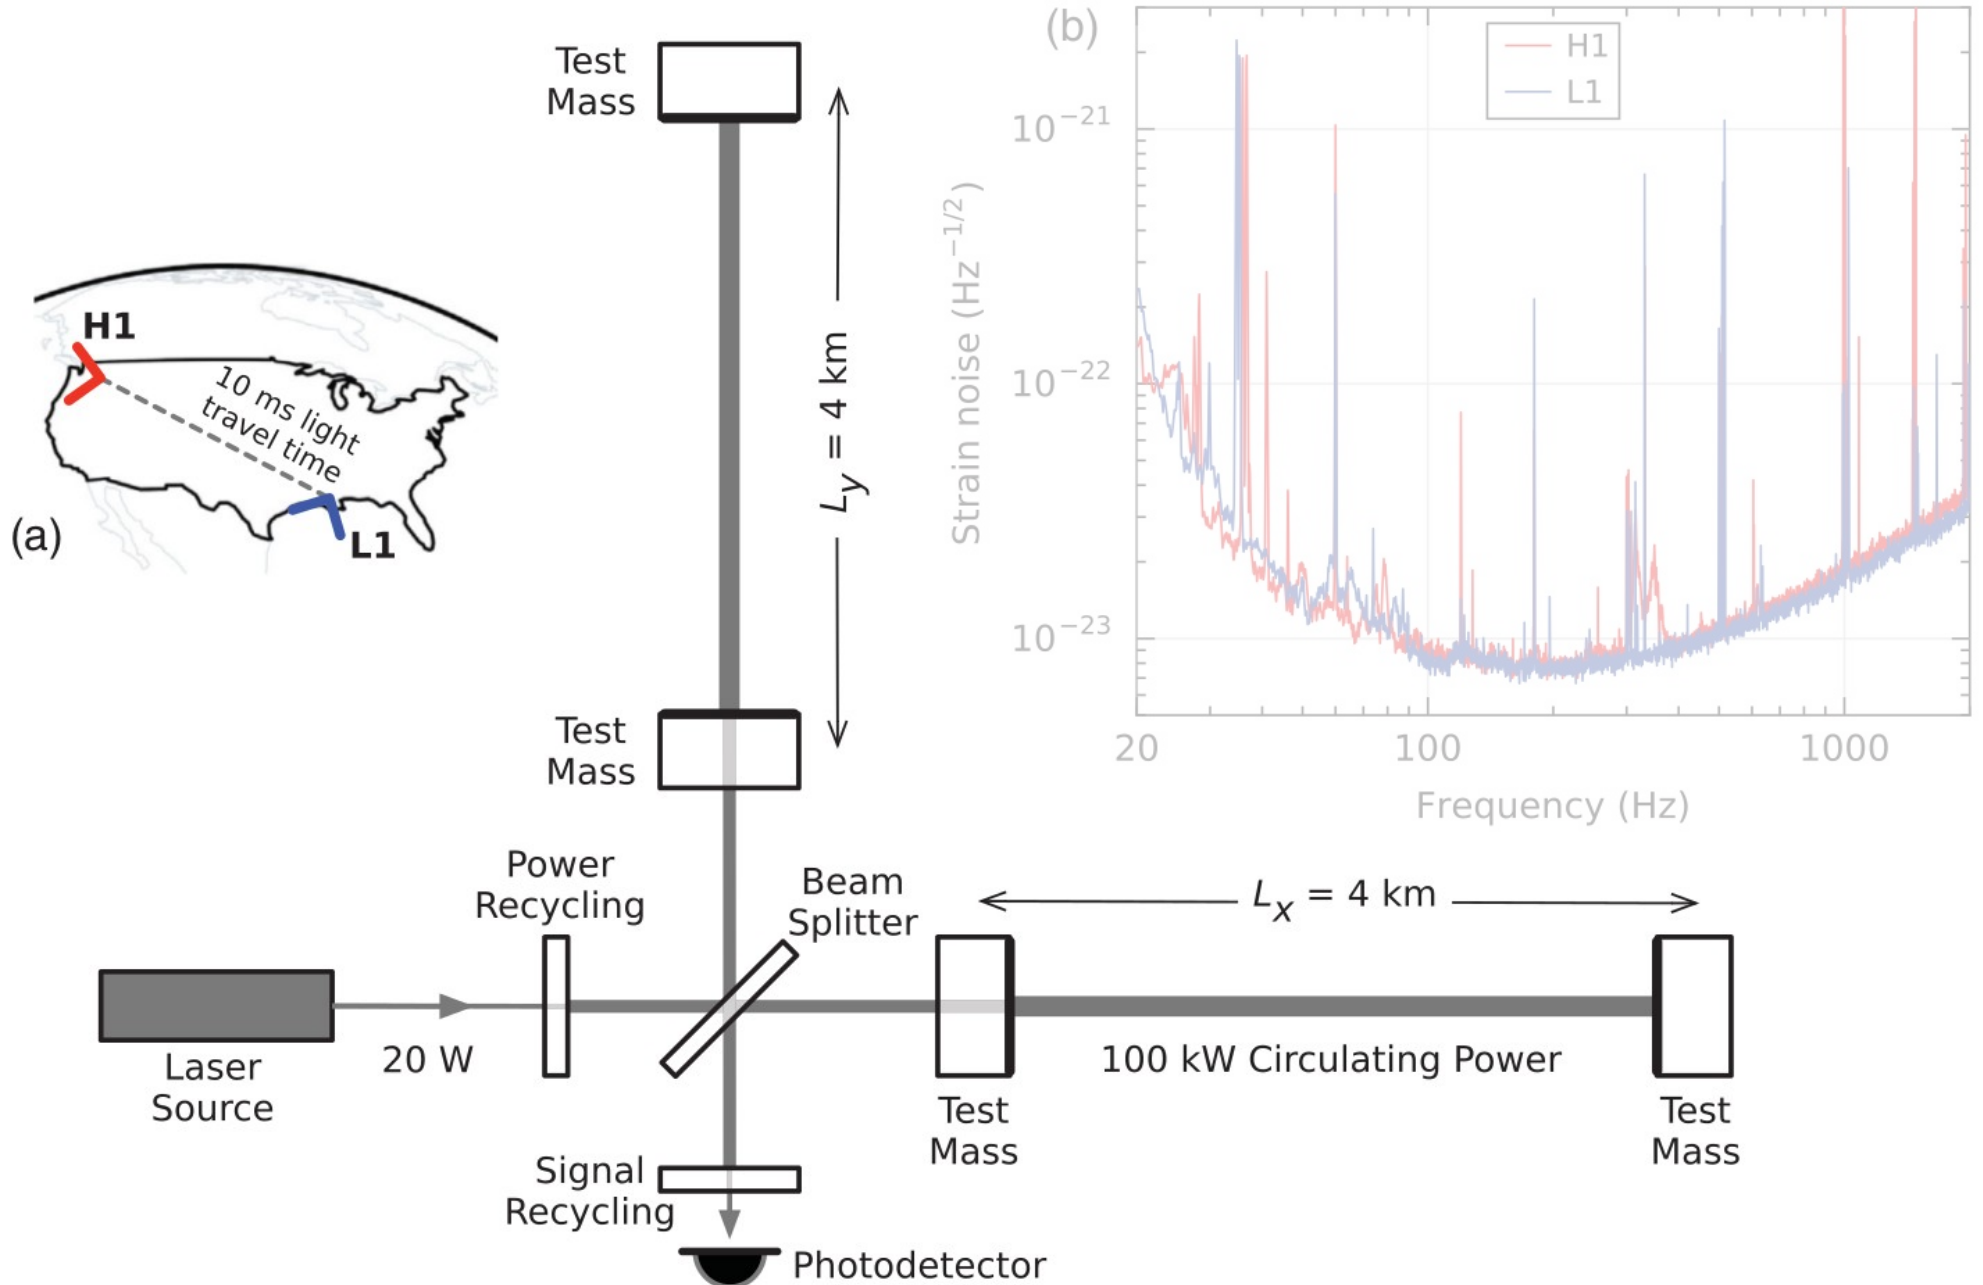 Test
Mass
L_y = 4 km
Test
Mass
(a)
H1
10 ms light
travel time
L1
(b)
H1
L1
Strain noise (Hz^{−1/2})
10^{−21}
10^{−22}
10^{−23}
20
100
1000
Frequency (Hz)
Power
Recycling
Beam
Splitter
L_x = 4 km
Laser
Source
20 W
100 kW Circulating Power
Test
Mass
Test
Mass
Signal
Recycling
Photodetector